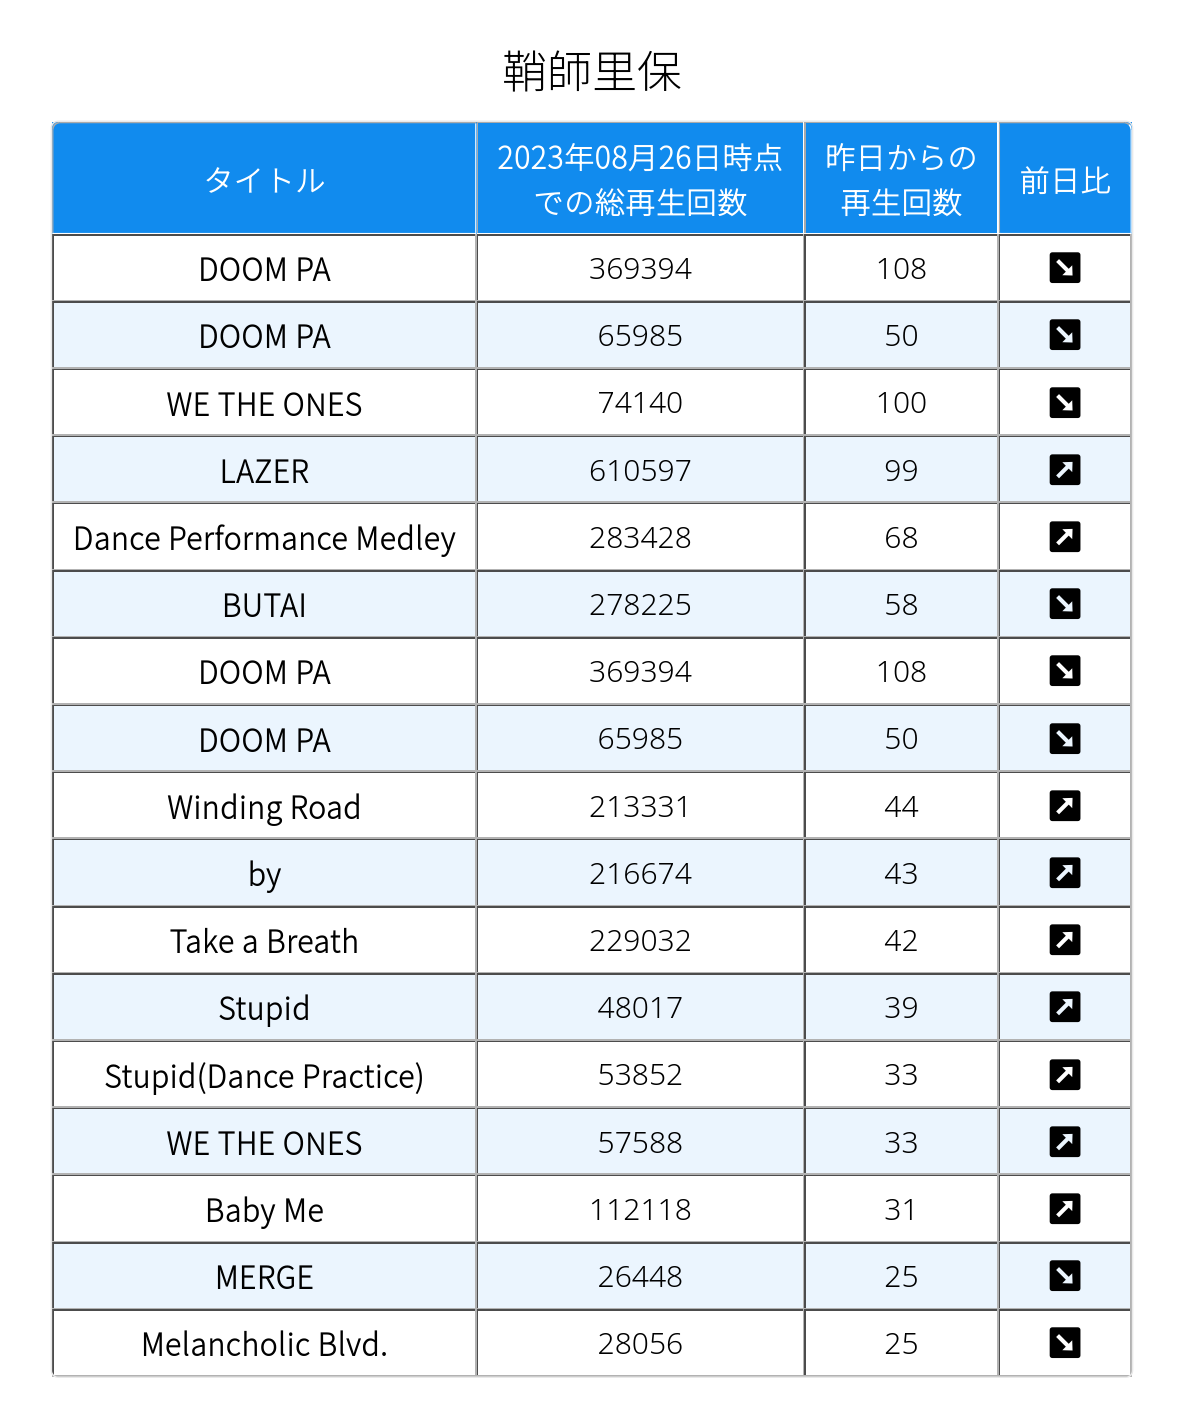 鞘師里保
タイトル 2023年08月26日時点での総再生回数 昨日からの再生回数 前日比
DOOM PA 369394 108 ↘
DOOM PA 65985 50 ↘
WE THE ONES 74140 100 ↘
LAZER 610597 99 ↗
Dance Performance Medley 283428 68 ↗
BUTAI 278225 58 ↘
DOOM PA 369394 108 ↘
DOOM PA 65985 50 ↘
Winding Road 213331 44 ↗
by 216674 43 ↗
Take a Breath 229032 42 ↗
Stupid 48017 39 ↗
Stupid(Dance Practice) 53852 33 ↗
WE THE ONES 57588 33 ↗
Baby Me 112118 31 ↗
MERGE 26448 25 ↘
Melancholic Blvd. 28056 25 ↘